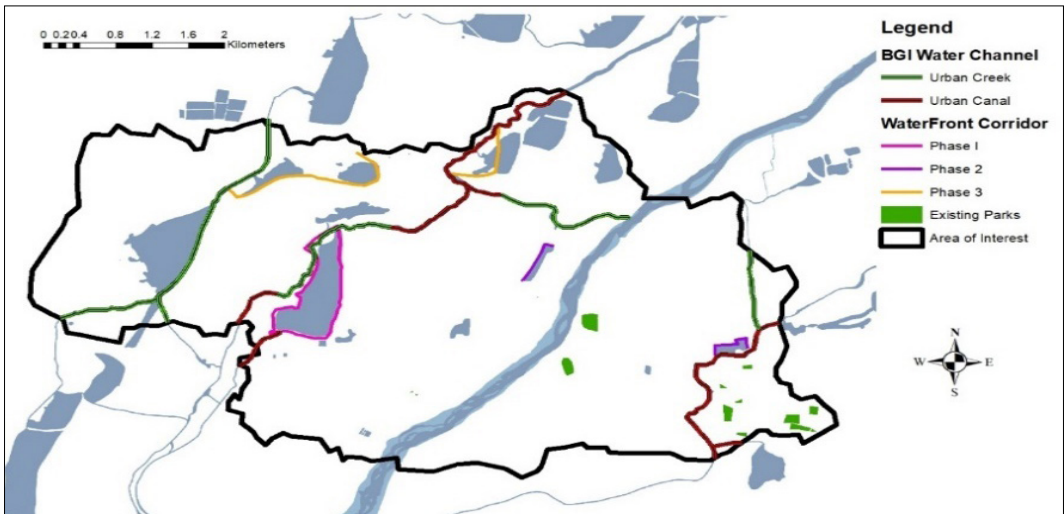 0 0.20.4 0.8 1.2 1.6 2
Kilometers
Legend
BGI Water Channel
Urban Creek
Urban Canal
WaterFront Corridor
Phase I
Phase 2
Phase 3
Existing Parks
Area of Interest
N
W E
S